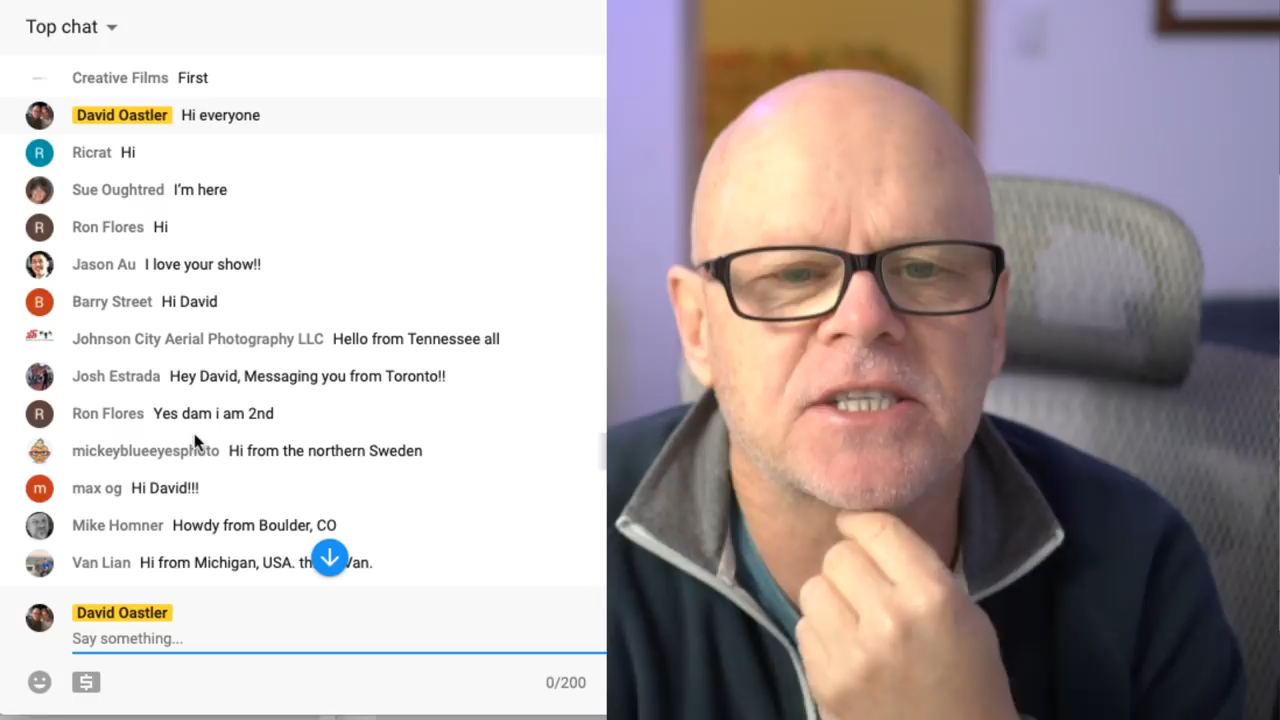 Top chat
Creative Films First
David Oastler Hi everyone
R Ricrat Hi
Sue Oughtred I'm here
R Ron Flores Hi
Jason Au I love your show!!
B Barry Street Hi David
Johnson City Aerial Photography LLC Hello from Tennessee all
Josh Estrada Hey David, Messaging you from Toronto!!
R Ron Flores Yes dam i am 2nd
mickeyblueeyesphoto Hi from the northern Sweden
m max og Hi David!!!
Mike Homner Howdy from Boulder, CO
Van Lian Hi from Michigan, USA. Van.
David Oastler
Say something...
$ 0/200